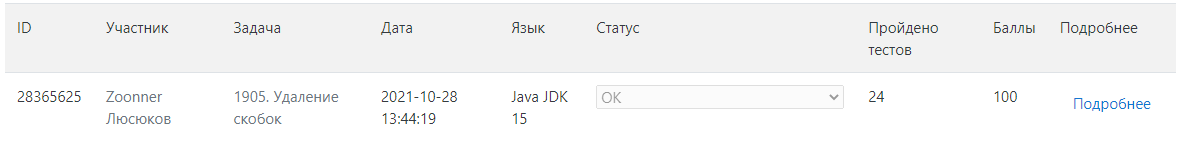 ID Участник Задача Дата Язык Статус Пройдено тестов Баллы Подробнее
28365625 Zoonner Люсюков 1905. Удаление скобок 2021-10-28 13:44:19 Java JDK 15 OK 24 100 Подробнее